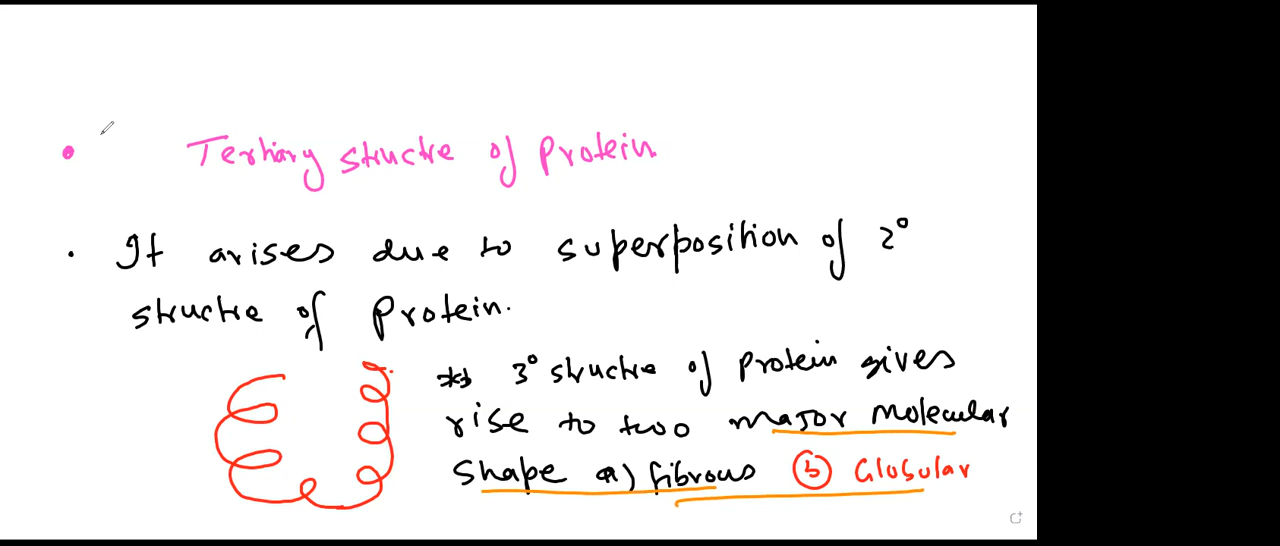 • Tertiary structre of protein
• It arises due to superposition of 2°
structre of protein.
** 3° structre of protein gives
rise to two major molecular
shape a) fibrous ⓑ Globular